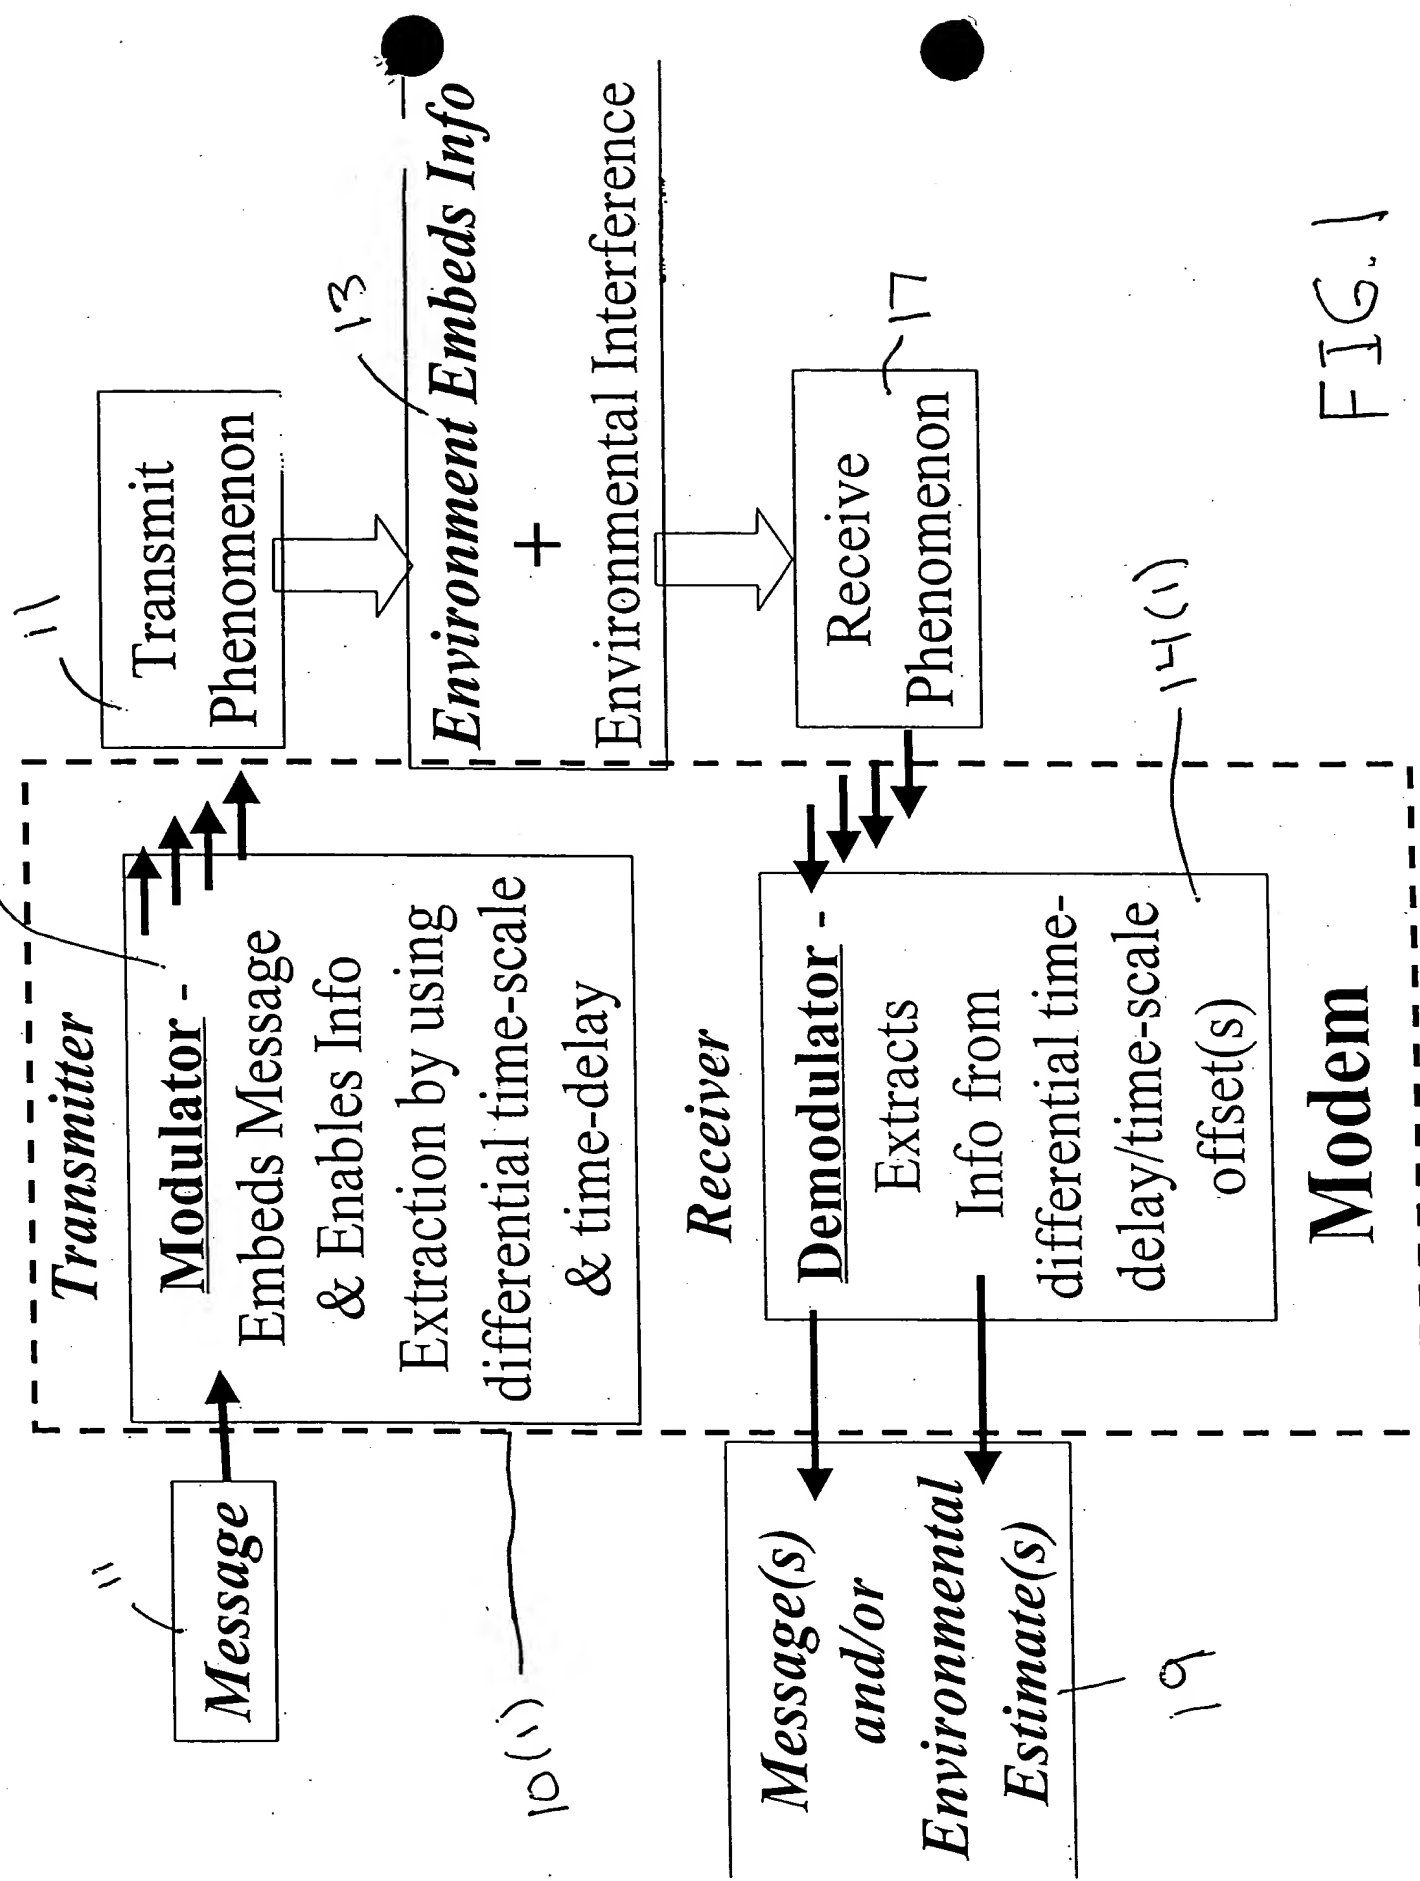 Transmitter
11
Message
Modulator -
Embeds Message
& Enables Info
Extraction by using
differential time-scale
& time-delay
11
Transmit
Phenomenon
10(1)
13
Environment Embeds Info
+
Environmental Interference
Receiver
Message(s)
and/or
Environmental
Estimate(s)
19
Demodulator -
Extracts
Info from
differential time-
delay/time-scale
offset(s)
14(1)
Receive
Phenomenon
17
Modem
FIG. 1